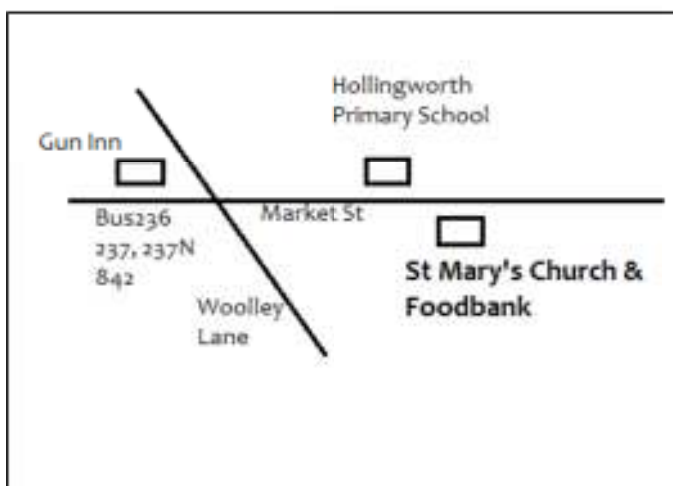 Hollingworth
Primary School
Gun Inn
Market St
Bus236
237, 237N
842
St Mary's Church &
Foodbank
Woolley
Lane